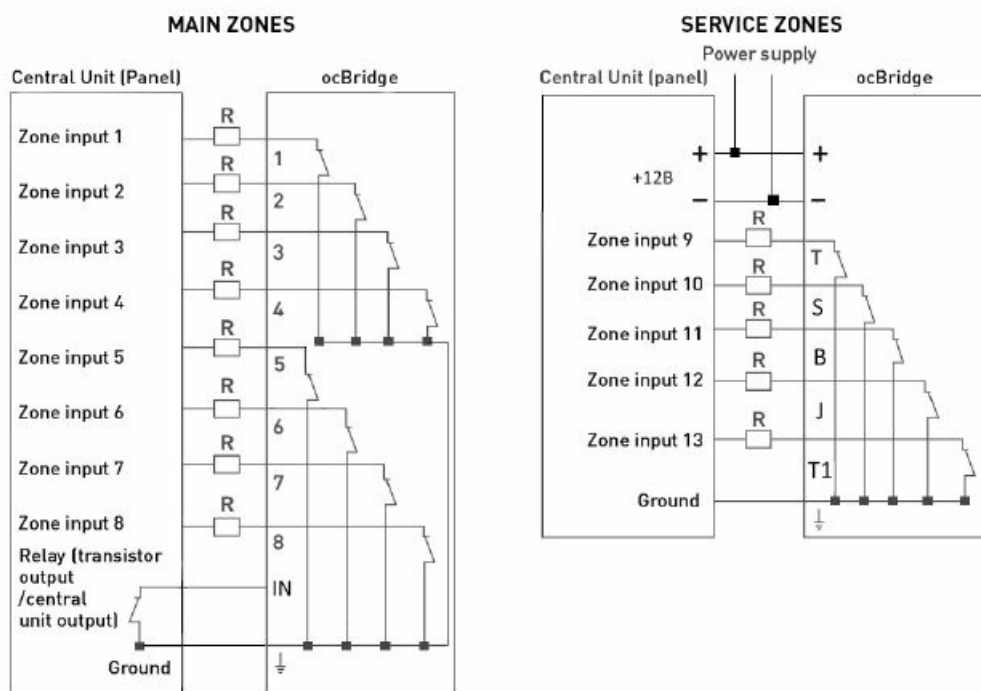 MAIN ZONES
Central Unit (Panel)
ocBridge
Zone input 1
R
1
Zone input 2
R
2
Zone input 3
R
3
Zone input 4
R
4
Zone input 5
R
5
Zone input 6
R
6
Zone input 7
R
7
Zone input 8
R
8
Relay (transistor
output
/central
unit output)
IN
Ground
SERVICE ZONES
Power supply
Central Unit (panel)
ocBridge
+ +
+12B
− −
Zone input 9
R
T
Zone input 10
R
S
Zone input 11
R
B
Zone input 12
R
J
Zone input 13
R
T1
Ground